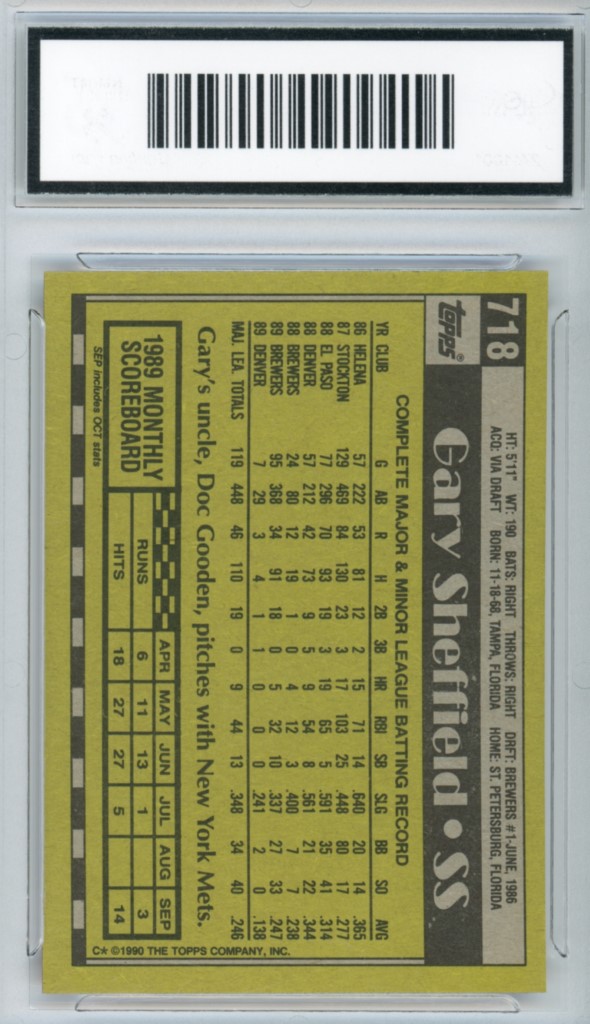 718
topps®
HT: 5'11" WT: 190 BATS: RIGHT THROWS: RIGHT DRFT: BREWERS #1-JUNE, 1986
ACQ: VIA DRAFT BORN: 11-18-68, TAMPA, FLORIDA HOME: ST. PETERSBURG, FLORIDA
Gary Sheffield • SS
COMPLETE MAJOR & MINOR LEAGUE BATTING RECORD
YR CLUB G AB R H 2B 3B HR RBI SB SLG BB SO AVG
86 HELENA 57 222 53 81 12 2 15 71 14 .640 20 14 .365
87 STOCKTON 129 469 84 130 23 3 17 103 25 .448 80 17 .277
88 EL PASO 77 296 70 93 19 3 19 65 5 .591 35 41 .314
88 DENVER 57 212 42 73 9 5 9 54 8 .561 21 22 .344
88 BREWERS 24 80 12 19 1 0 4 12 3 .400 7 7 .238
89 BREWERS 95 368 34 91 18 0 5 32 10 .337 27 33 .247
89 DENVER 7 29 3 4 1 1 0 0 0 .241 2 0 .138
MAJ. LEA. TOTALS 119 448 46 110 19 0 9 44 13 .348 34 40 .246
Gary's uncle, Doc Gooden, pitches with New York Mets.
1989 MONTHLY
SCOREBOARD
APR MAY JUN JUL AUG SEP
RUNS 6 11 13 1 3
HITS 18 27 27 5 14
SEP includes OCT stats
C★ ©1990 THE TOPPS COMPANY, INC.